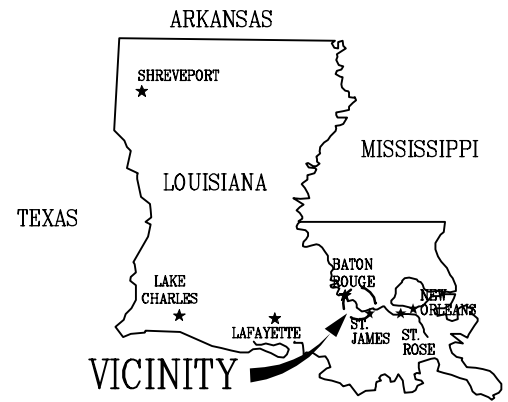 ARKANSAS
SHREVEPORT
MISSISSIPPI
LOUISIANA
TEXAS
BATON
ROUGE
LAKE
CHARLES
NEW
ORLEANS
LAFAYETTE
ST.
JAMES
ST.
ROSE
VICINITY